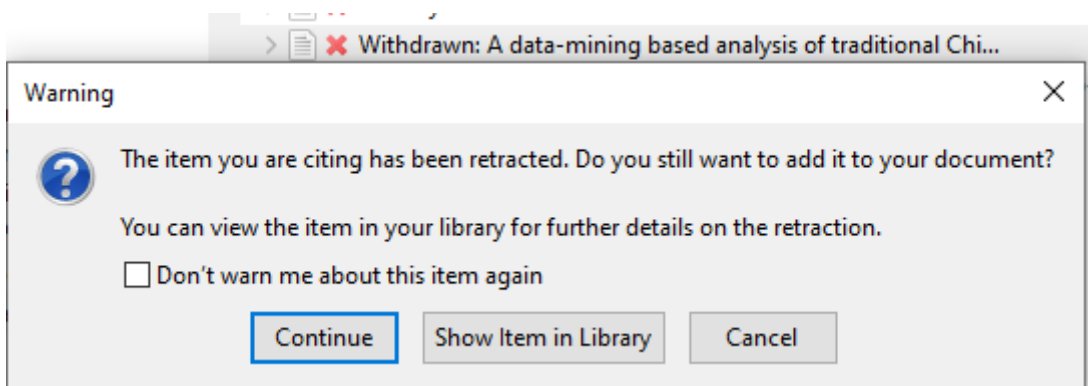 Withdrawn: A data-mining based analysis of traditional Chi...
Warning
The item you are citing has been retracted. Do you still want to add it to your document?
You can view the item in your library for further details on the retraction.
Don't warn me about this item again
Continue
Show Item in Library
Cancel